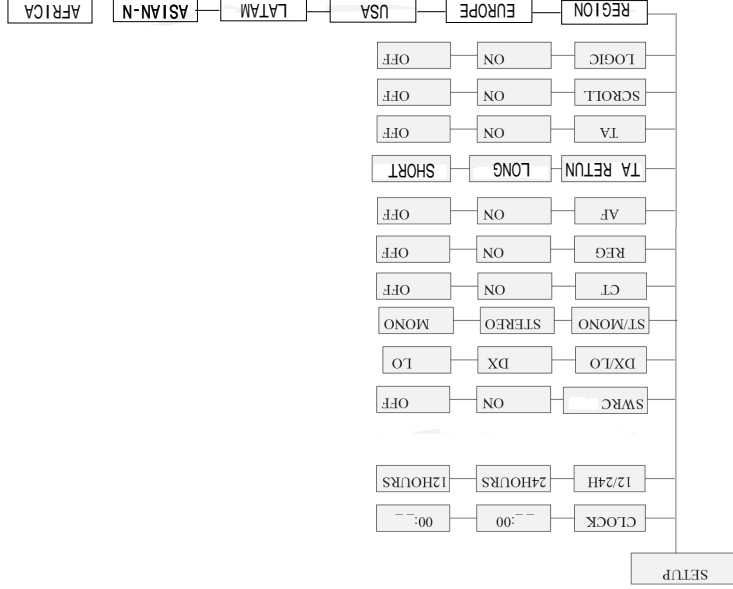 SETUP
CLOCK _ _:00 00:_ _
12/24H 24HOURS 12HOURS
SWRC ON OFF
DX/LO DX LO
ST/MONO STEREO MONO
CT ON OFF
REG ON OFF
AF ON OFF
TA RETUN LONG SHORT
TA ON OFF
SCROLL ON OFF
LOGIC ON OFF
REGION EUROPE USA LATAM ASIAN-N AFRICA